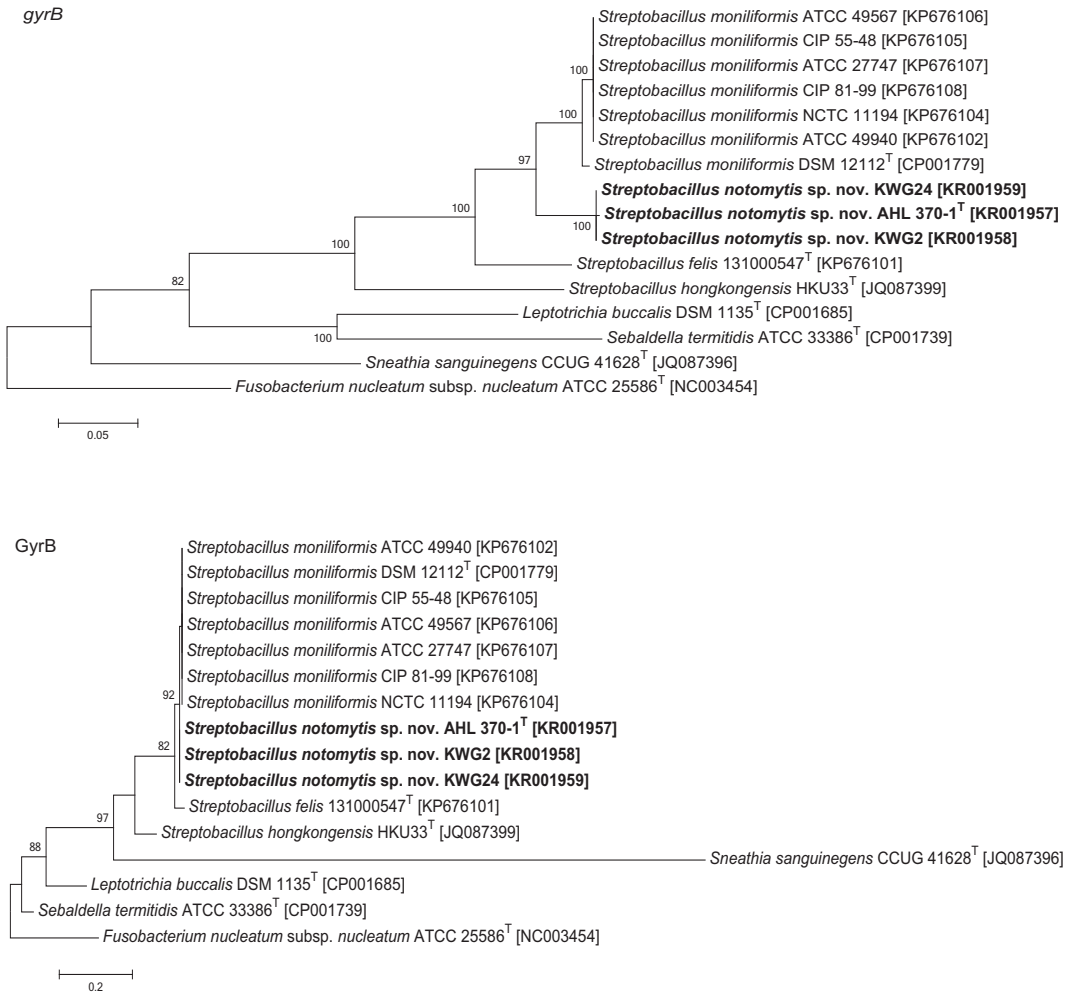 gyrB
Streptobacillus moniliformis ATCC 49567 [KP676106]
Streptobacillus moniliformis CIP 55-48 [KP676105]
Streptobacillus moniliformis ATCC 27747 [KP676107]
100
Streptobacillus moniliformis CIP 81-99 [KP676108]
100
Streptobacillus moniliformis NCTC 11194 [KP676104]
Streptobacillus moniliformis ATCC 49940 [KP676102]
97
Streptobacillus moniliformis DSM 12112T [CP001779]
Streptobacillus notomytis sp. nov. KWG24 [KR001959]
100
Streptobacillus notomytis sp. nov. AHL 370-1T [KR001957]
100
Streptobacillus notomytis sp. nov. KWG2 [KR001958]
100
Streptobacillus felis 131000547T [KP676101]
82
Streptobacillus hongkongensis HKU33T [JQ087399]
Leptotrichia buccalis DSM 1135T [CP001685]
100
Sebaldella termitidis ATCC 33386T [CP001739]
Sneathia sanguinegens CCUG 41628T [JQ087396]
Fusobacterium nucleatum subsp. nucleatum ATCC 25586T [NC003454]
0.05
GyrB
Streptobacillus moniliformis ATCC 49940 [KP676102]
Streptobacillus moniliformis DSM 12112T [CP001779]
Streptobacillus moniliformis CIP 55-48 [KP676105]
Streptobacillus moniliformis ATCC 49567 [KP676106]
Streptobacillus moniliformis ATCC 27747 [KP676107]
Streptobacillus moniliformis CIP 81-99 [KP676108]
92
Streptobacillus moniliformis NCTC 11194 [KP676104]
Streptobacillus notomytis sp. nov. AHL 370-1T [KR001957]
82
Streptobacillus notomytis sp. nov. KWG2 [KR001958]
Streptobacillus notomytis sp. nov. KWG24 [KR001959]
Streptobacillus felis 131000547T [KP676101]
97
Streptobacillus hongkongensis HKU33T [JQ087399]
88
Sneathia sanguinegens CCUG 41628T [JQ087396]
Leptotrichia buccalis DSM 1135T [CP001685]
Sebaldella termitidis ATCC 33386T [CP001739]
Fusobacterium nucleatum subsp. nucleatum ATCC 25586T [NC003454]
0.2